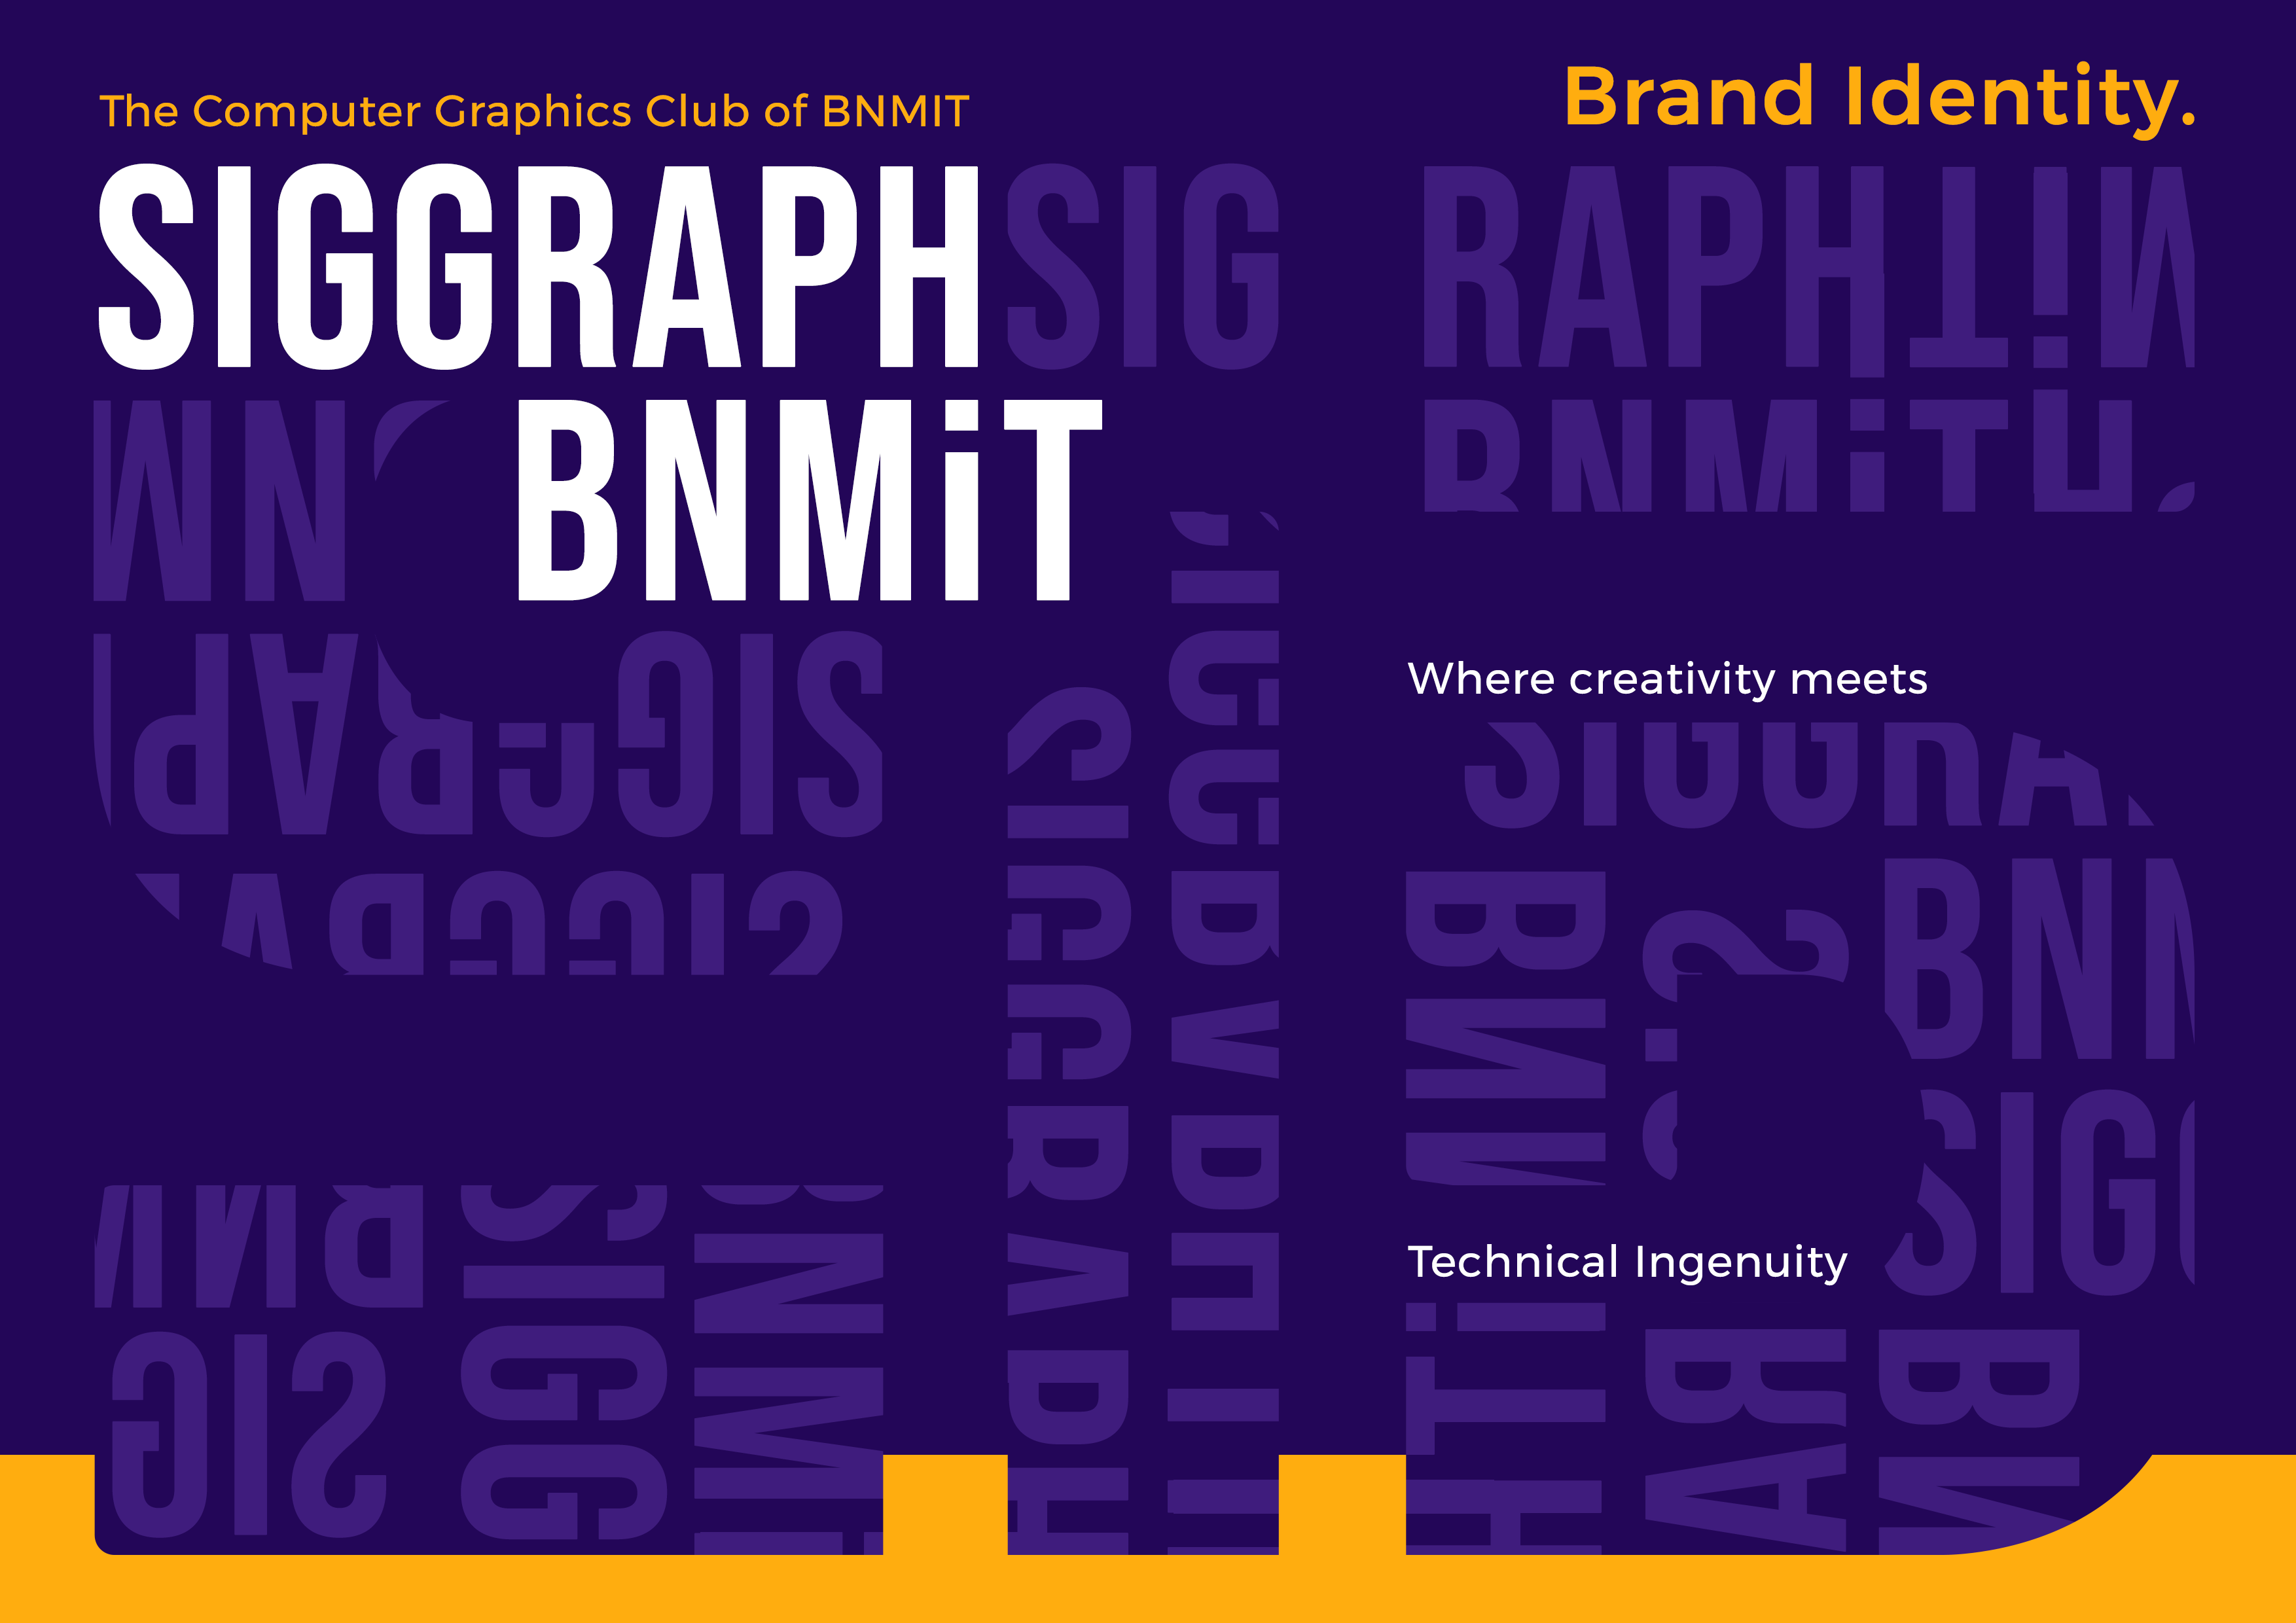 The Computer Graphics Club of BNMIT
Brand Identity.
SIGGRAPH
BNMiT
Where creativity meets
Technical Ingenuity